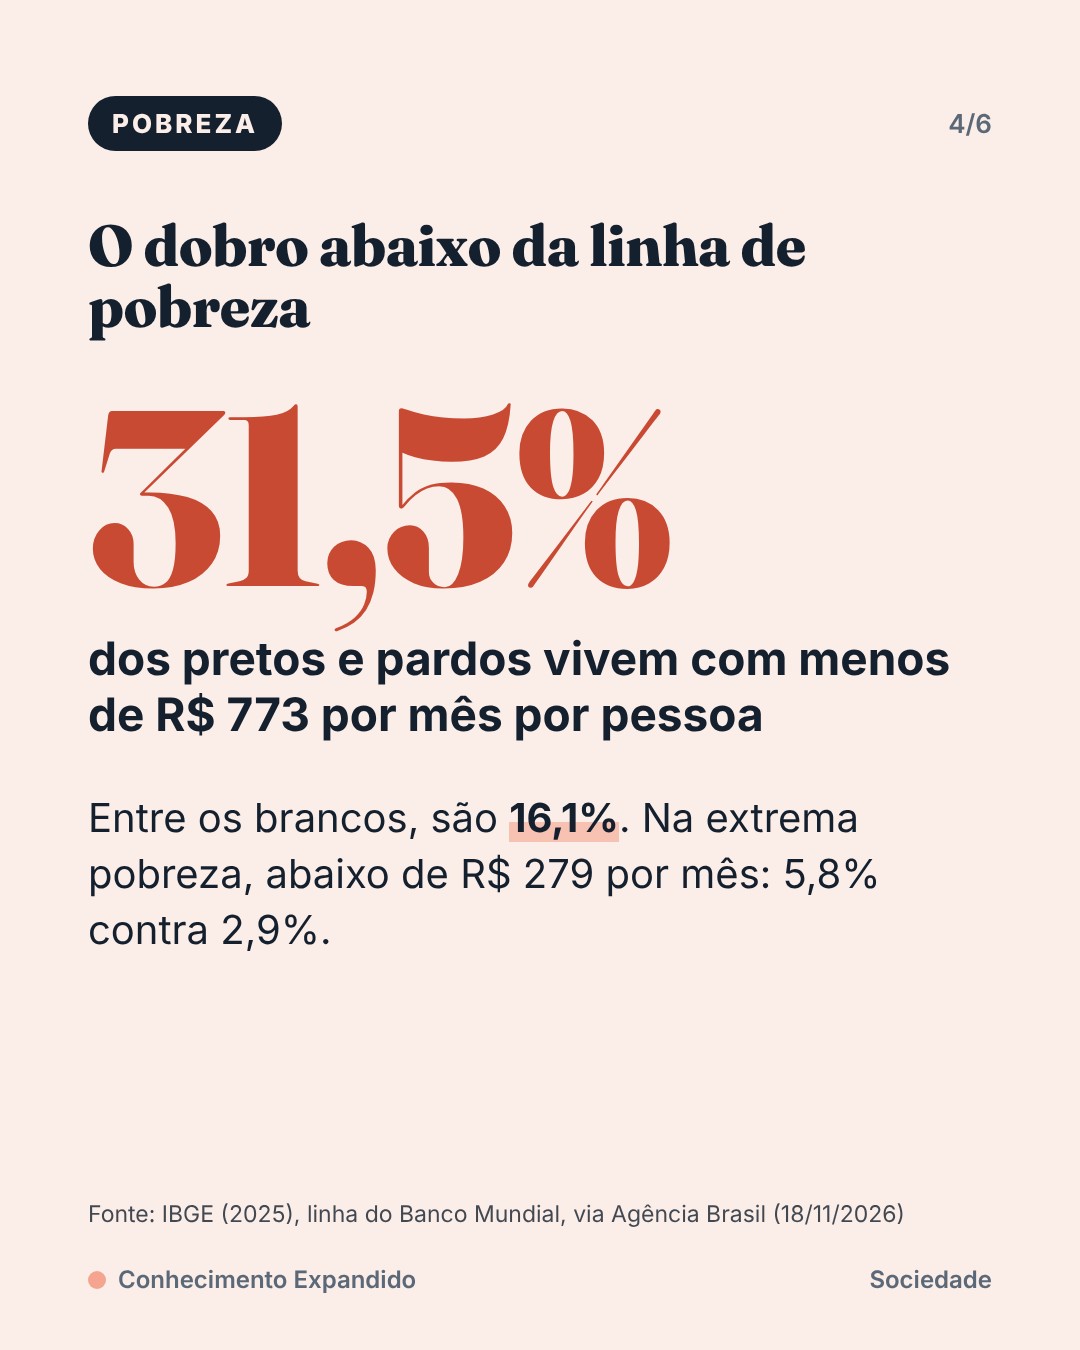 POBREZA
4/6
O dobro abaixo da linha de
pobreza
31,5%
dos pretos e pardos vivem com menos
de R$ 773 por mês por pessoa
Entre os brancos, são 16,1%. Na extrema
pobreza, abaixo de R$ 279 por mês: 5,8%
contra 2,9%.
Fonte: IBGE (2025), linha do Banco Mundial, via Agência Brasil (18/11/2026)
Conhecimento Expandido
Sociedade